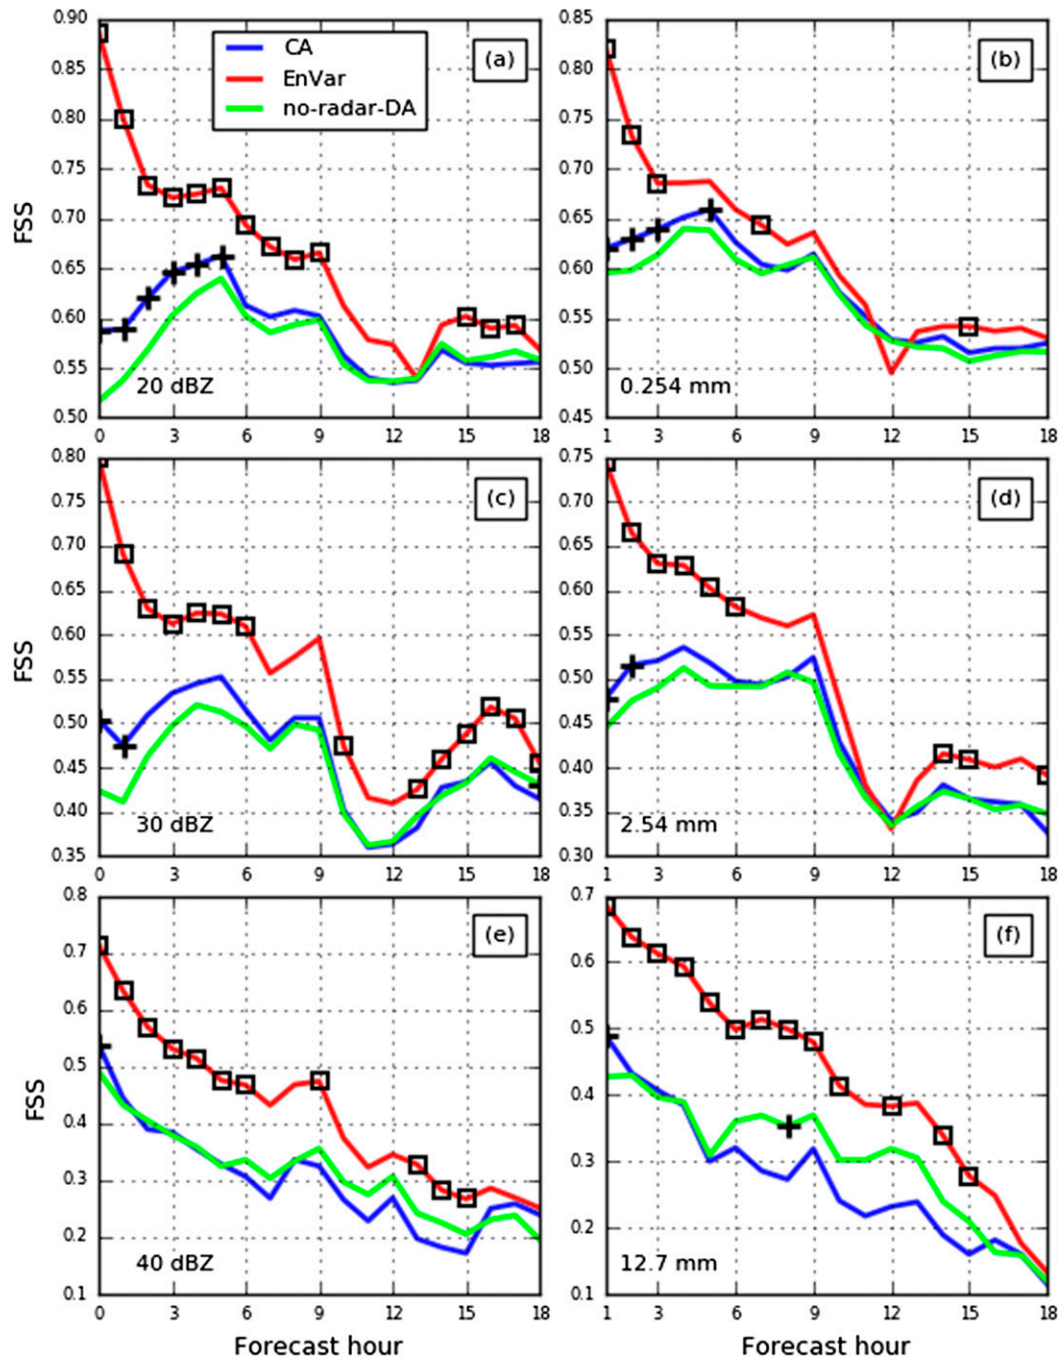 CA
EnVar
no-radar-DA
(a)
FSS
0.90
0.85
0.80
0.75
0.70
0.65
0.60
0.55
0.50
20 dBZ
0 3 6 9 12 15 18
(b)
0.85
0.80
0.75
0.70
0.65
0.60
0.55
0.50
0.45
0.254 mm
1 3 6 9 12 15 18
(c)
FSS
0.80
0.75
0.70
0.65
0.60
0.55
0.50
0.45
0.40
0.35
30 dBZ
0 3 6 9 12 15 18
(d)
0.75
0.70
0.65
0.60
0.55
0.50
0.45
0.40
0.35
0.30
2.54 mm
1 3 6 9 12 15 18
(e)
FSS
0.8
0.7
0.6
0.5
0.4
0.3
0.2
0.1
40 dBZ
0 3 6 9 12 15 18
Forecast hour
(f)
0.7
0.6
0.5
0.4
0.3
0.2
0.1
12.7 mm
1 3 6 9 12 15 18
Forecast hour